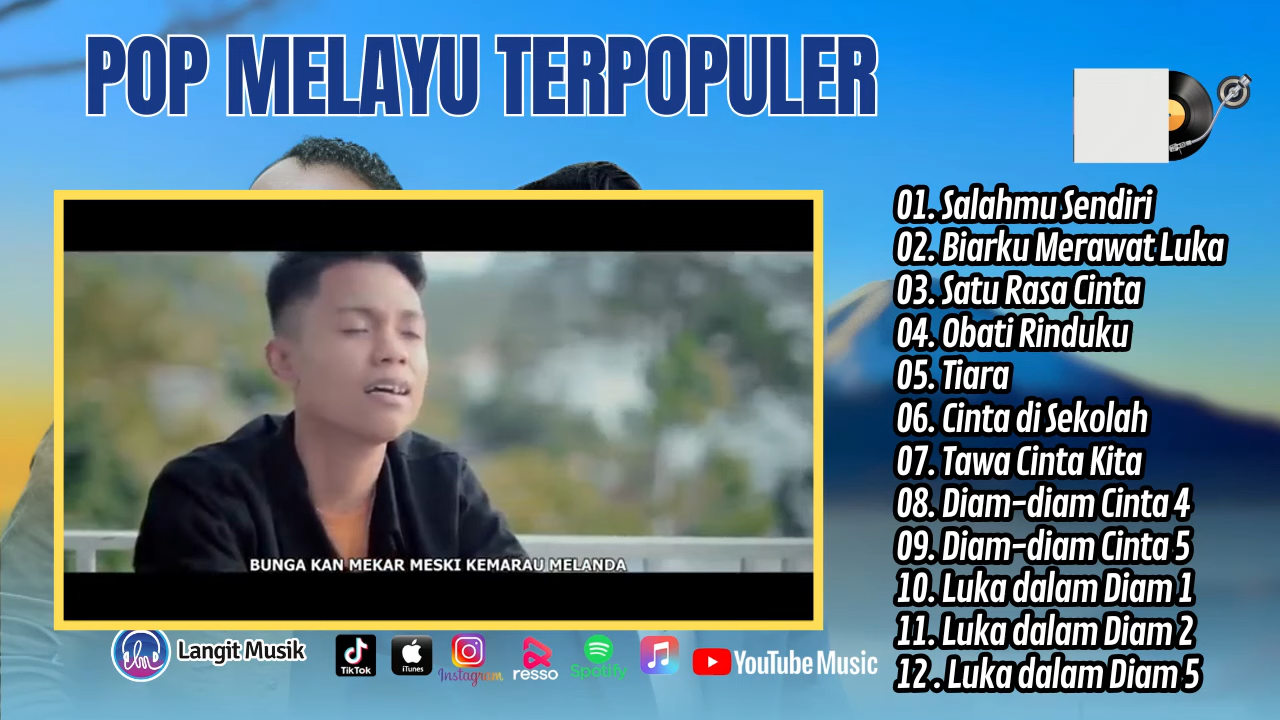 POP MELAYU TERPOPULER
01. Salahmu Sendiri
02. Biarku Merawat Luka
03. Satu Rasa Cinta
04. Obati Rinduku
05. Tiara
06. Cinta di Sekolah
07. Tawa Cinta Kita
08. Diam-diam Cinta 4
09. Diam-diam Cinta 5
10. Luka dalam Diam 1
11. Luka dalam Diam 2
12 . Luka dalam Diam 5
BUNGA KAN MEKAR MESKI KEMARAU MELANDA
lm Langit Musik
TikTok
iTunes
Instagram
resso
Spotify
YouTube Music